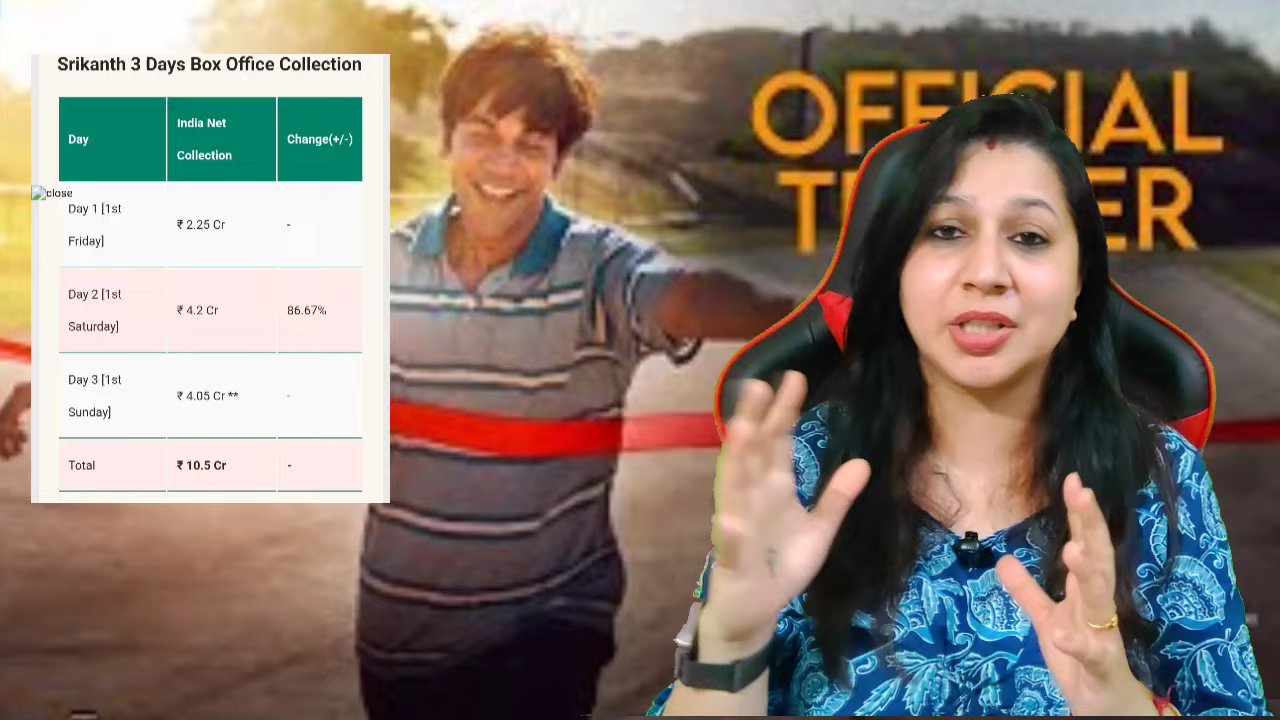 Srikanth 3 Days Box Office Collection
Day
India Net
Collection
Change(+/-)
close
Day 1 [1st
Friday]
₹ 2.25 Cr
-
Day 2 [1st
Saturday]
₹ 4.2 Cr
86.67%
Day 3 [1st
Sunday]
₹ 4.05 Cr **
-
Total
₹ 10.5 Cr
-
OFFICIAL